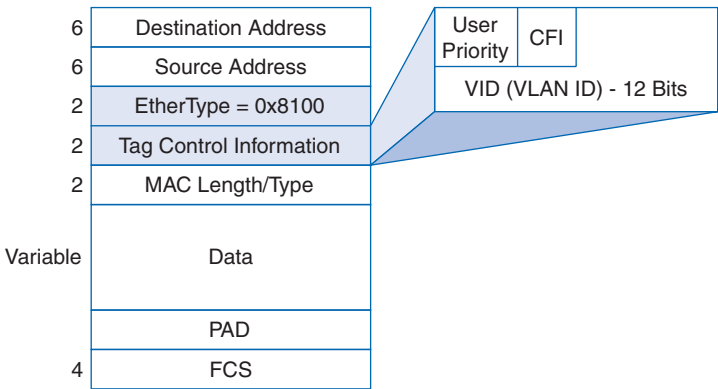 6 Destination Address
6 Source Address
2 EtherType = 0x8100
2 Tag Control Information
2 MAC Length/Type
Variable Data
PAD
4 FCS
User
Priority
CFI
VID (VLAN ID) - 12 Bits